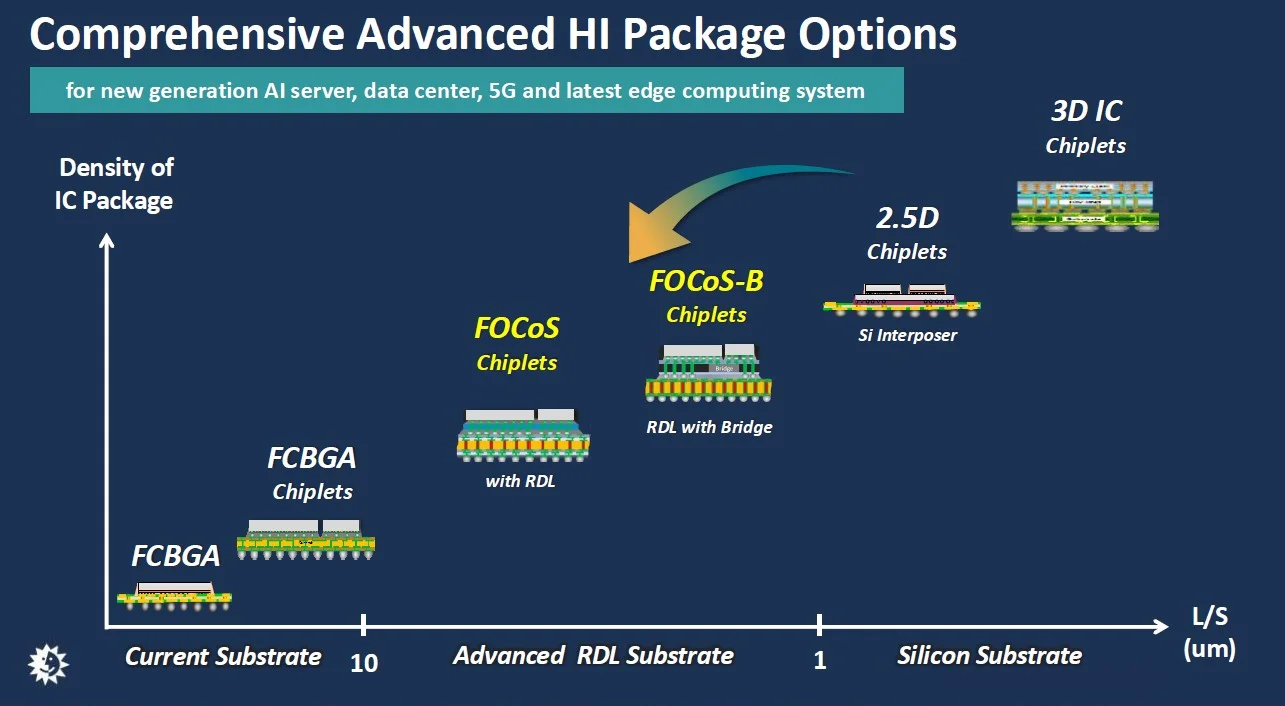 Comprehensive Advanced HI Package Options
for new generation AI server, data center, 5G and latest edge computing system
Density of
IC Package
3D IC
Chiplets
2.5D
Chiplets
Si Interposer
FOCoS-B
Chiplets
Bridge
RDL with Bridge
FOCoS
Chiplets
with RDL
FCBGA
Chiplets
FCBGA
Current Substrate
10
Advanced RDL Substrate
1
Silicon Substrate
L/S
(um)